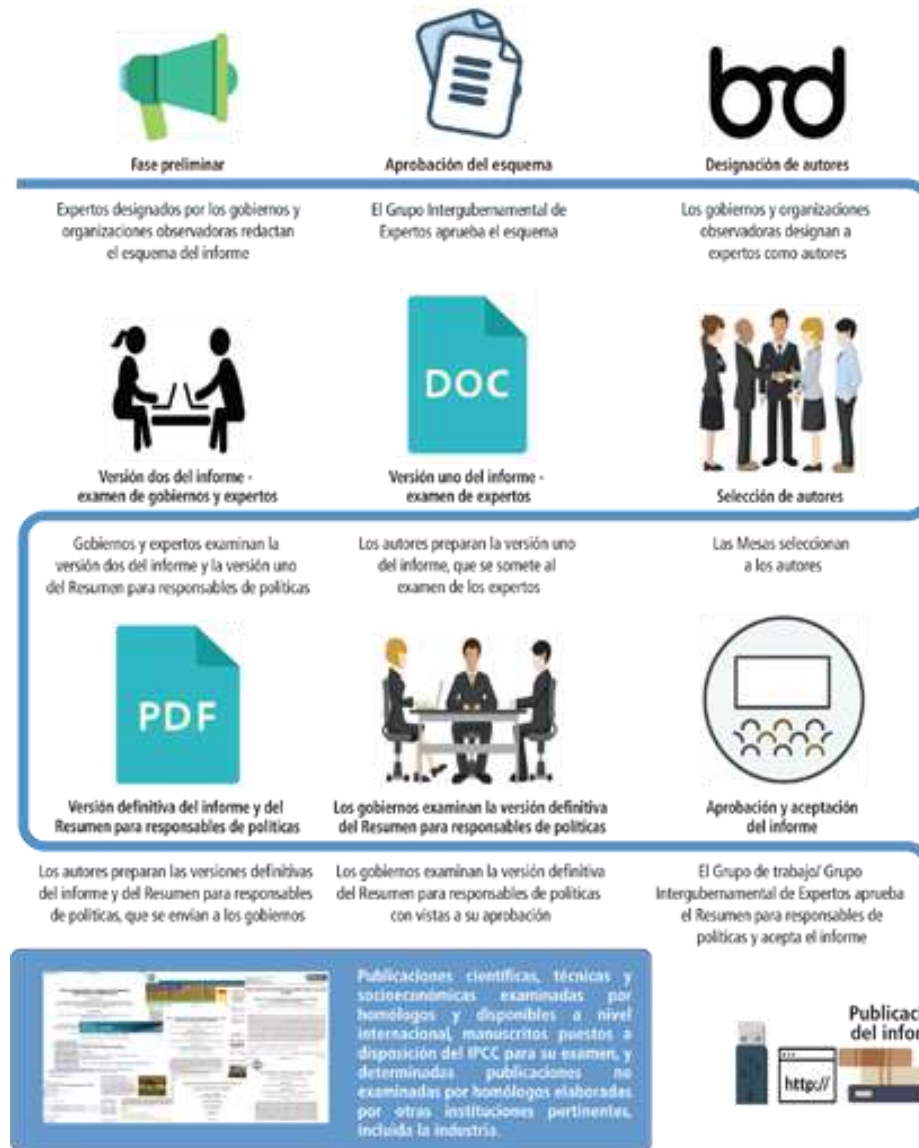 Fase preliminar
Aprobación del esquema
Designación de autores
Expertos designados por los gobiernos y
organizaciones observadoras redactan
el esquema del informe
El Grupo Intergubernamental de
Expertos aprueba el esquema
Los gobiernos y organizaciones
observadoras designan a
expertos como autores
DOC
Versión dos del informe -
examen de gobiernos y expertos
Versión uno del informe -
examen de expertos
Selección de autores
Gobiernos y expertos examinan la
versión dos del informe y la versión uno
del Resumen para responsables de políticas
Los autores preparan la versión uno
del informe, que se somete al
examen de los expertos
Las Mesas seleccionan
a los autores
PDF
Versión definitiva del informe y del
Resumen para responsables de políticas
Los gobiernos examinan la versión definitiva
del Resumen para responsables de políticas
Aprobación y aceptación
del informe
Los autores preparan las versiones definitivas
del informe y del Resumen para responsables
de políticas, que se envían a los gobiernos
Los gobiernos examinan la versión definitiva
del Resumen para responsables de políticas
con vistas a su aprobación
El Grupo de trabajo/ Grupo
Intergubernamental de Expertos aprueba
el Resumen para responsables de
políticas y acepta el informe
Publicaciones científicas, técnicas y
socioeconómicas examinadas por
homólogos y disponibles a nivel
internacional, manuscritos puestos a
disposición del IPCC para su examen, y
determinadas publicaciones no
examinadas por homólogos elaboradas
por otras instituciones pertinentes,
incluida la industria.
Publicac
del infor
http://